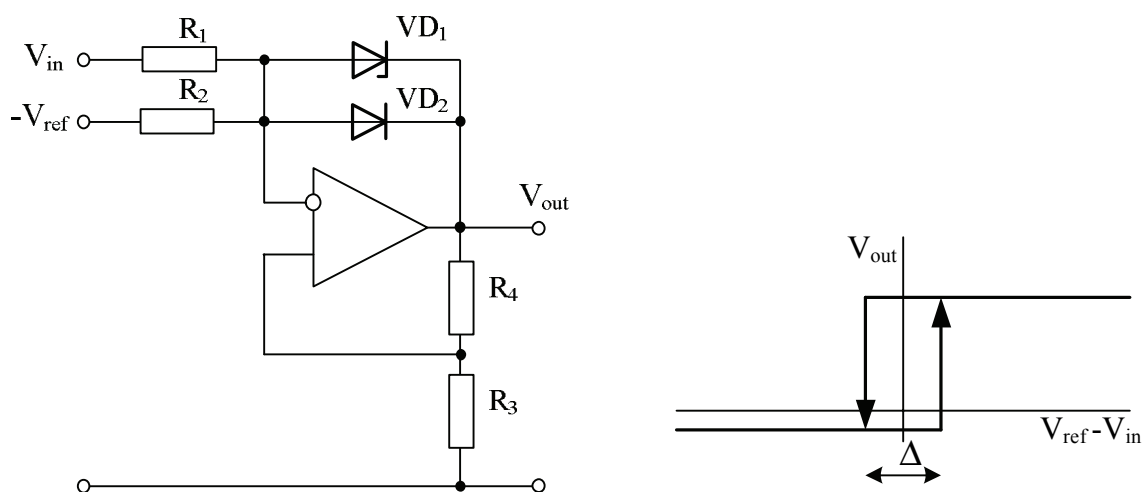 V_in
R_1
VD_1
-V_ref
R_2
VD_2
V_out
R_4
R_3
V_out
V_ref-V_in
Δ